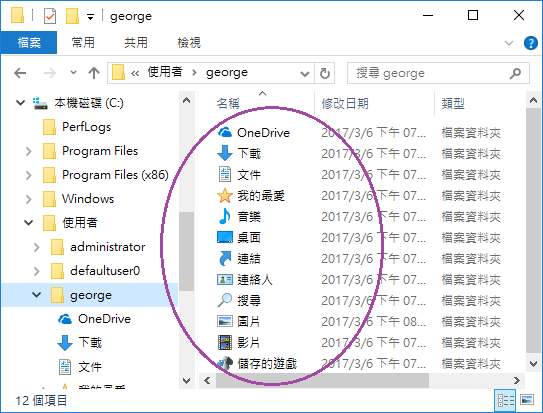 george
檔案 常用 共用 檢視
« 使用者 > george 搜尋 george
本機磁碟 (C:)
PerfLogs
Program Files
Program Files (x86)
Windows
使用者
administrator
defaultuser0
george
OneDrive
下載
文件
我的最愛
名稱 修改日期 類型
OneDrive 2017/3/6 下午 07... 檔案資料夾
下載 2017/3/6 下午 07... 檔案資料夾
文件 2017/3/6 下午 07... 檔案資料夾
我的最愛 2017/3/6 下午 07... 檔案資料夾
音樂 2017/3/6 下午 07... 檔案資料夾
桌面 2017/3/6 下午 07... 檔案資料夾
連結 2017/3/6 下午 07... 檔案資料夾
連絡人 2017/3/6 下午 07... 檔案資料夾
搜尋 2017/3/6 下午 07... 檔案資料夾
圖片 2017/3/6 下午 08... 檔案資料夾
影片 2017/3/6 下午 07... 檔案資料夾
儲存的遊戲 2017/3/6 下午 07... 檔案資料夾
12 個項目